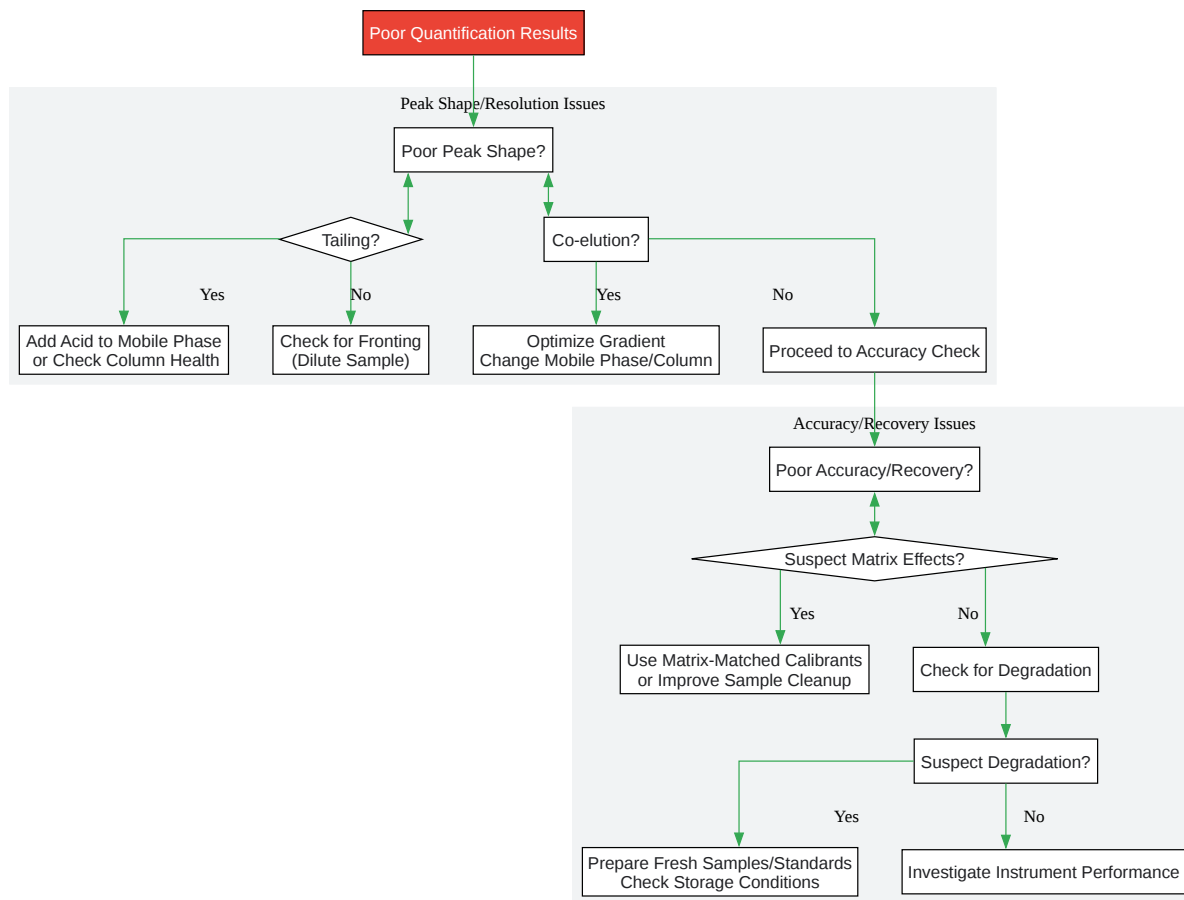 Poor Quantification Results
Peak Shape/Resolution Issues
Poor Peak Shape?
Tailing?
Co-elution?
Yes
No
Yes
No
Add Acid to Mobile Phase
or Check Column Health
Check for Fronting
(Dilute Sample)
Optimize Gradient
Change Mobile Phase/Column
Proceed to Accuracy Check
Accuracy/Recovery Issues
Poor Accuracy/Recovery?
Suspect Matrix Effects?
Yes
No
Use Matrix-Matched Calibrants
or Improve Sample Cleanup
Check for Degradation
Suspect Degradation?
Yes
No
Prepare Fresh Samples/Standards
Check Storage Conditions
Investigate Instrument Performance